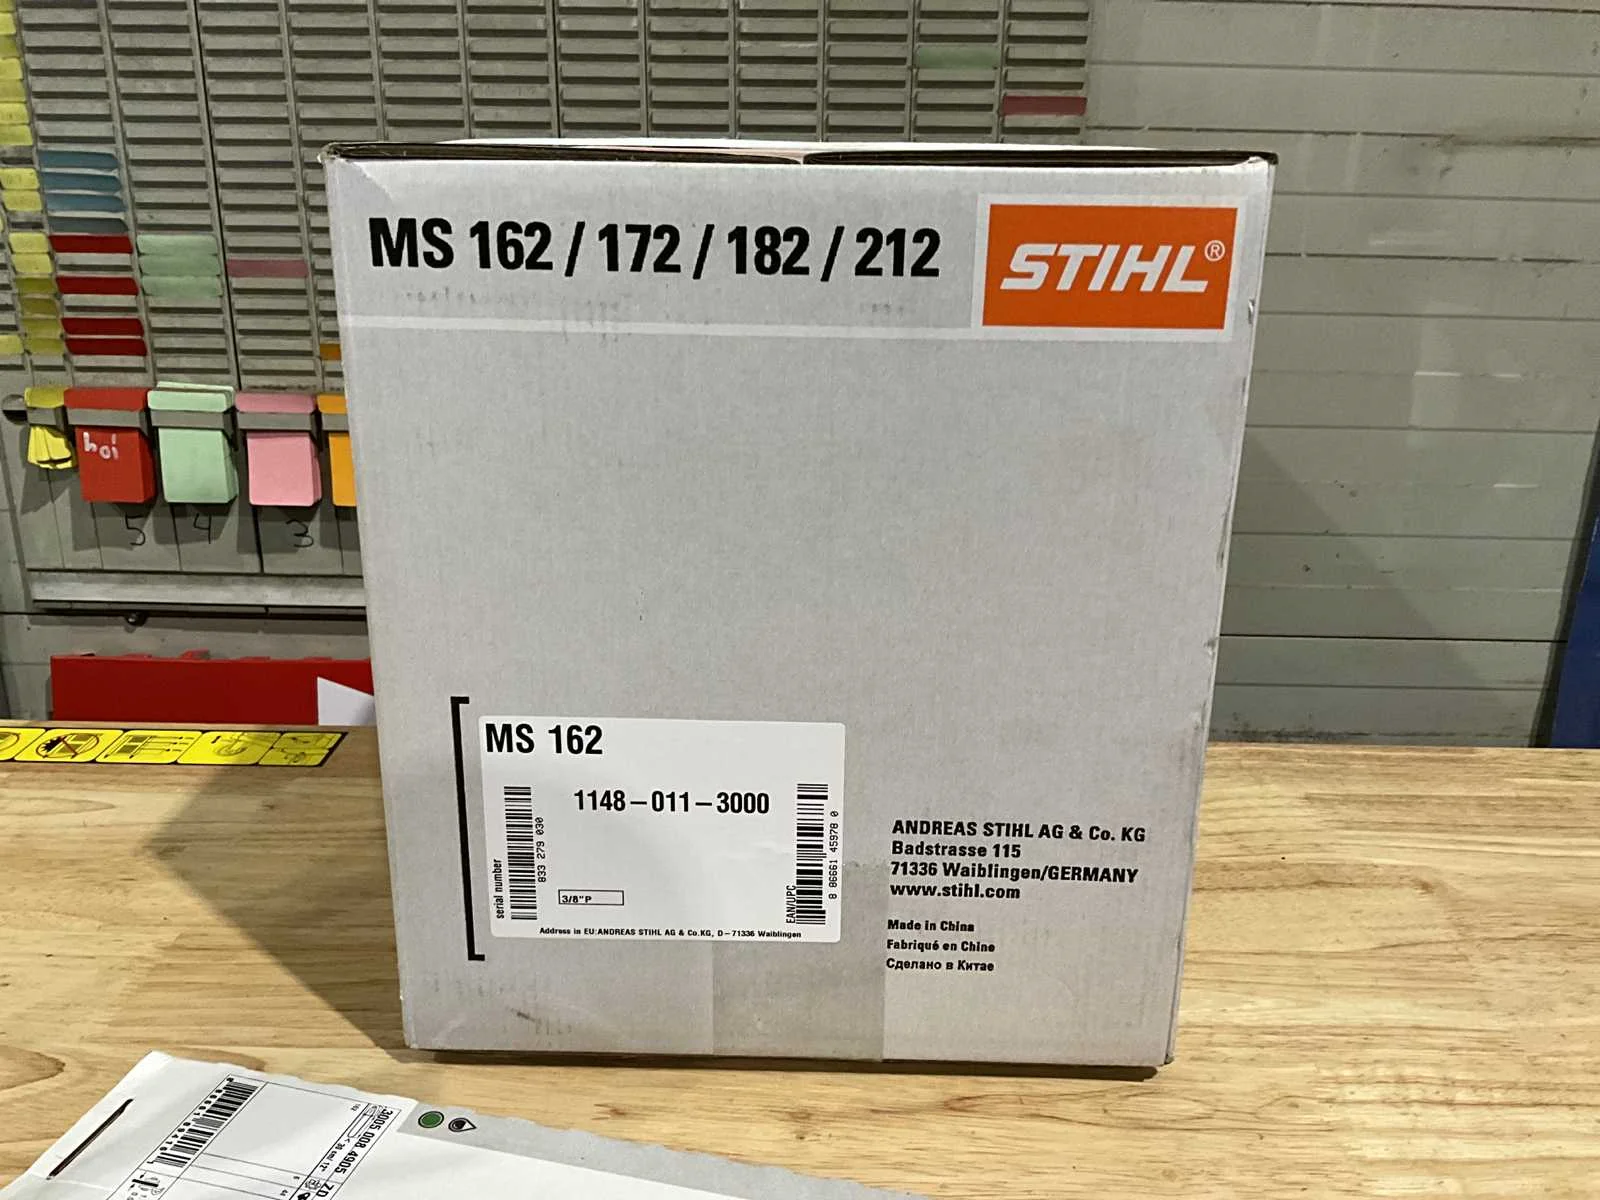 MS 162 / 172 / 182 / 212
STIHL®
hoi
5 4 3
MS 162
1148-011-3000
serial number
833 279 030
3/8"P
EAN/UPC
8 86661 45978 0
Address in EU:ANDREAS STIHL AG & Co.KG, D-71336 Waiblingen
ANDREAS STIHL AG & Co. KG
Badstrasse 115
71336 Waiblingen/GERMANY
www.stihl.com
Made in China
Fabriqué en Chine
Сделано в Китае
3005 008 4905